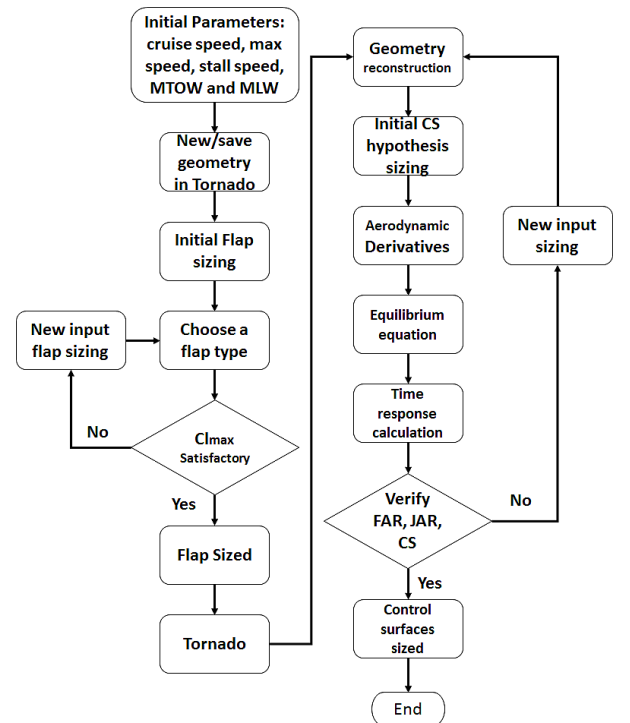 Initial Parameters:
cruise speed, max
speed, stall speed,
MTOW and MLW
New/save
geometry
in Tornado
Initial Flap
sizing
New input
flap sizing
Choose a
flap type
No
Clmax
Satisfactory
Yes
Flap Sized
Tornado
Geometry
reconstruction
Initial CS
hypothesis
sizing
Aerodynamic
Derivatives
New input
sizing
Equilibrium
equation
Time
response
calculation
Verify
FAR, JAR,
CS
No
Yes
Control
surfaces
sized
End